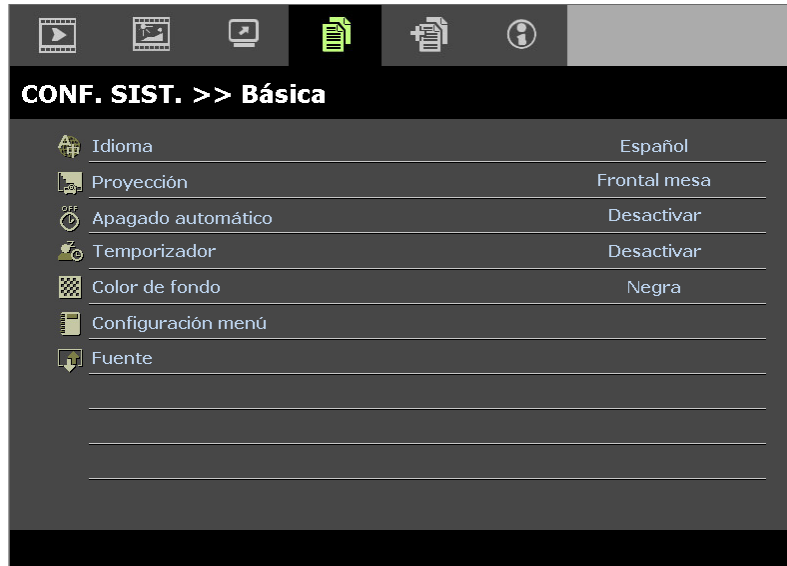 CONF. SIST. >> Básica
Idioma Español
Proyección Frontal mesa
OFF
Apagado automático Desactivar
Temporizador Desactivar
Color de fondo Negra
Configuración menú
Fuente